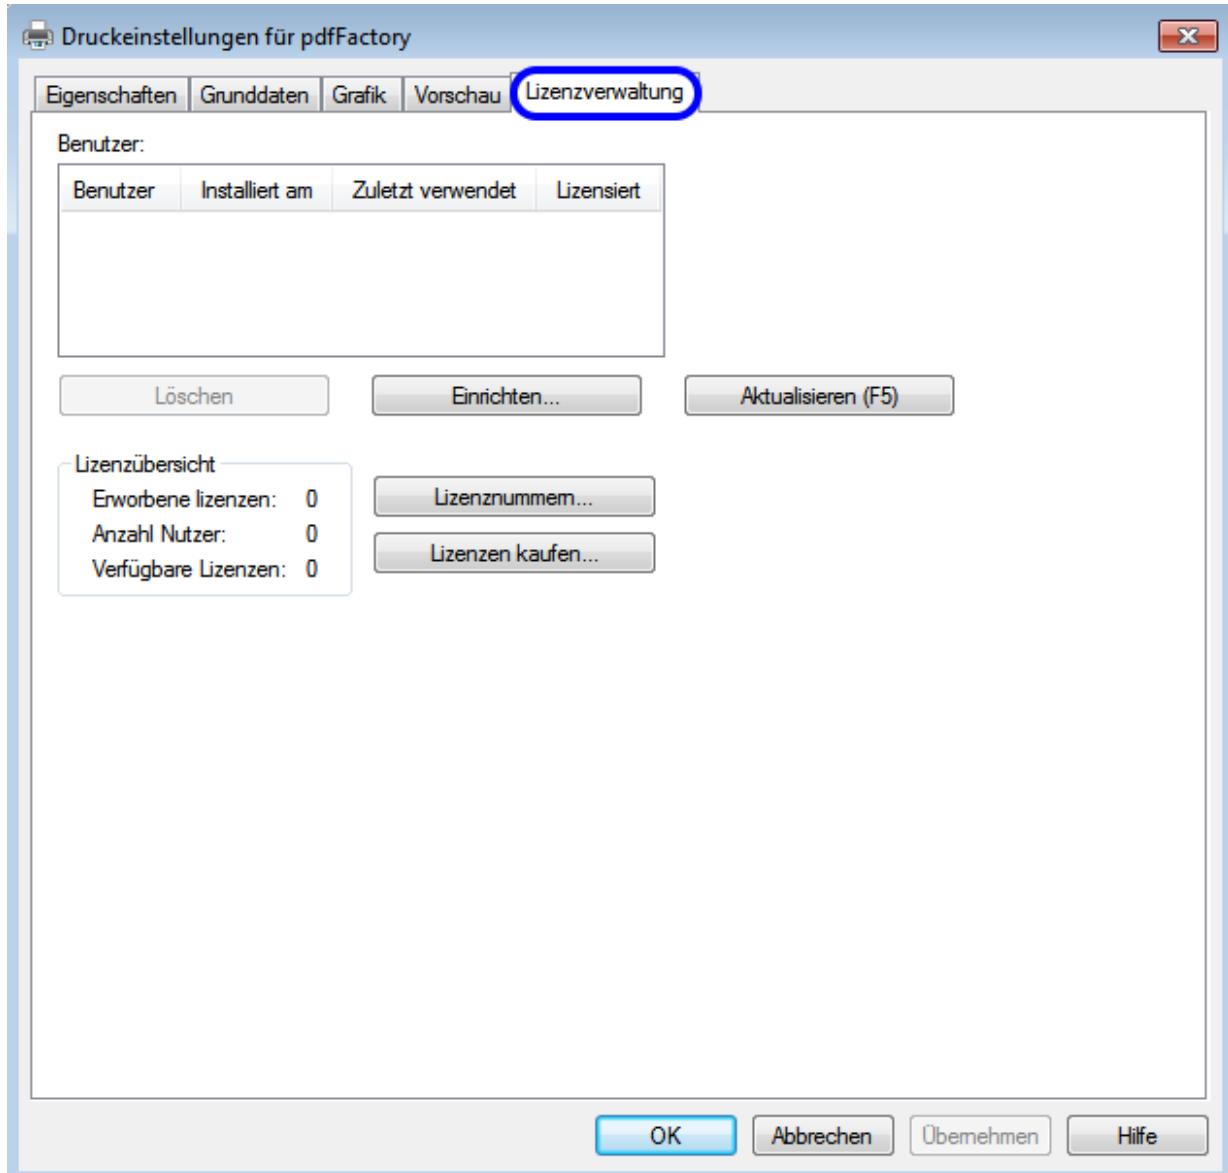 Druckeinstellungen für pdfFactory
Eigenschaften Grunddaten Grafik Vorschau Lizenzverwaltung
Benutzer:
Benutzer Installiert am Zuletzt verwendet Lizensiert
Löschen Einrichten... Aktualisieren (F5)
Lizenzübersicht
Erworbene lizenzen: 0
Anzahl Nutzer: 0
Verfügbare Lizenzen: 0
Lizenznummern...
Lizenzen kaufen...
OK Abbrechen Übernehmen Hilfe